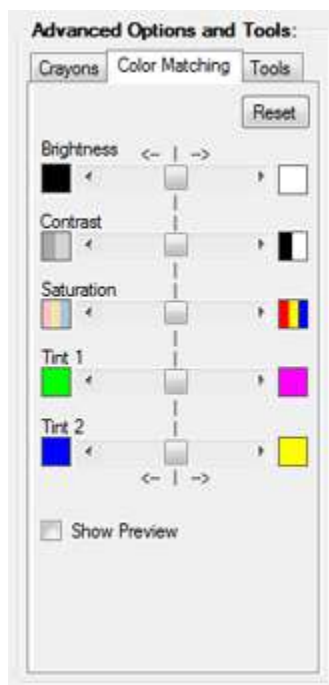 Advanced Options and Tools:
Crayons Color Matching Tools
Reset
Brightness <- | ->
Contrast
Saturation
Tint 1
Tint 2
<- | ->
Show Preview